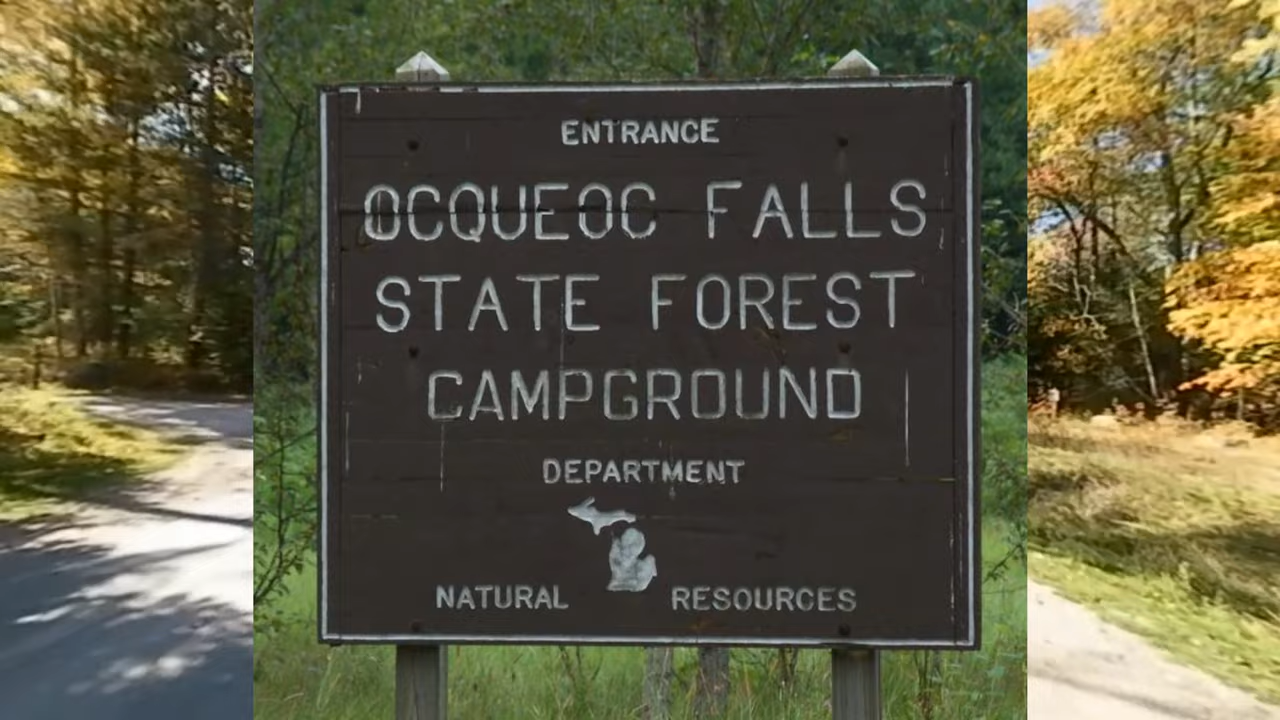 ENTRANCE
OCQUEOC FALLS
STATE FOREST
CAMPGROUND
DEPARTMENT
NATURAL RESOURCES